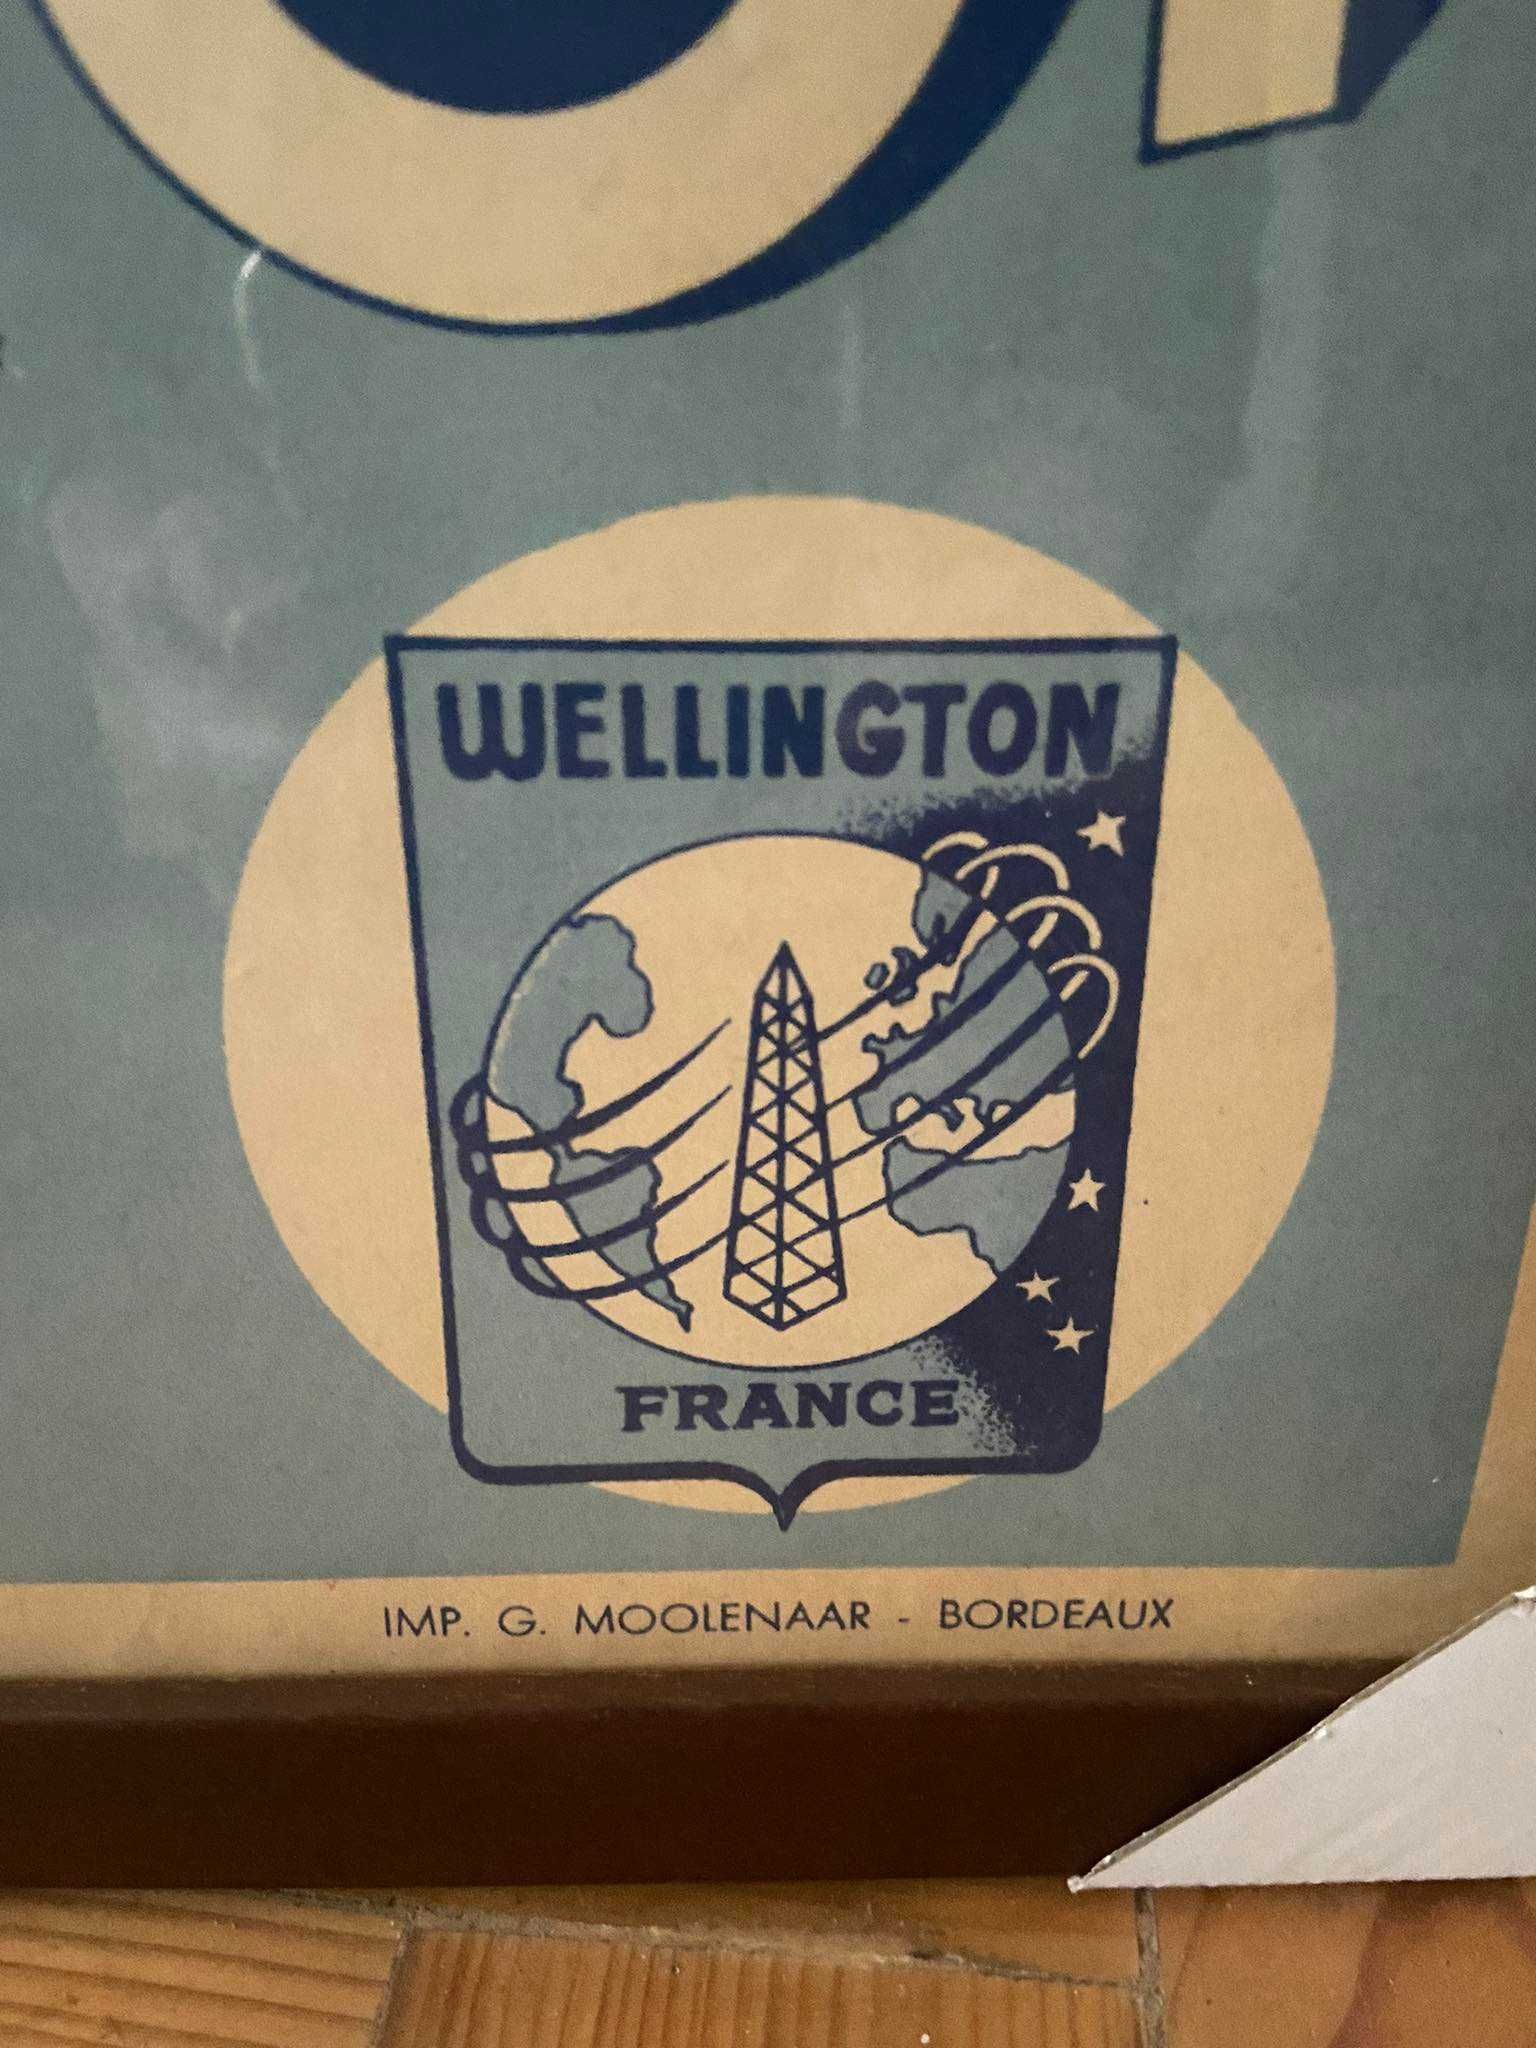 WELLINGTON
FRANCE
IMP. G. MOOLENAAR - BORDEAUX